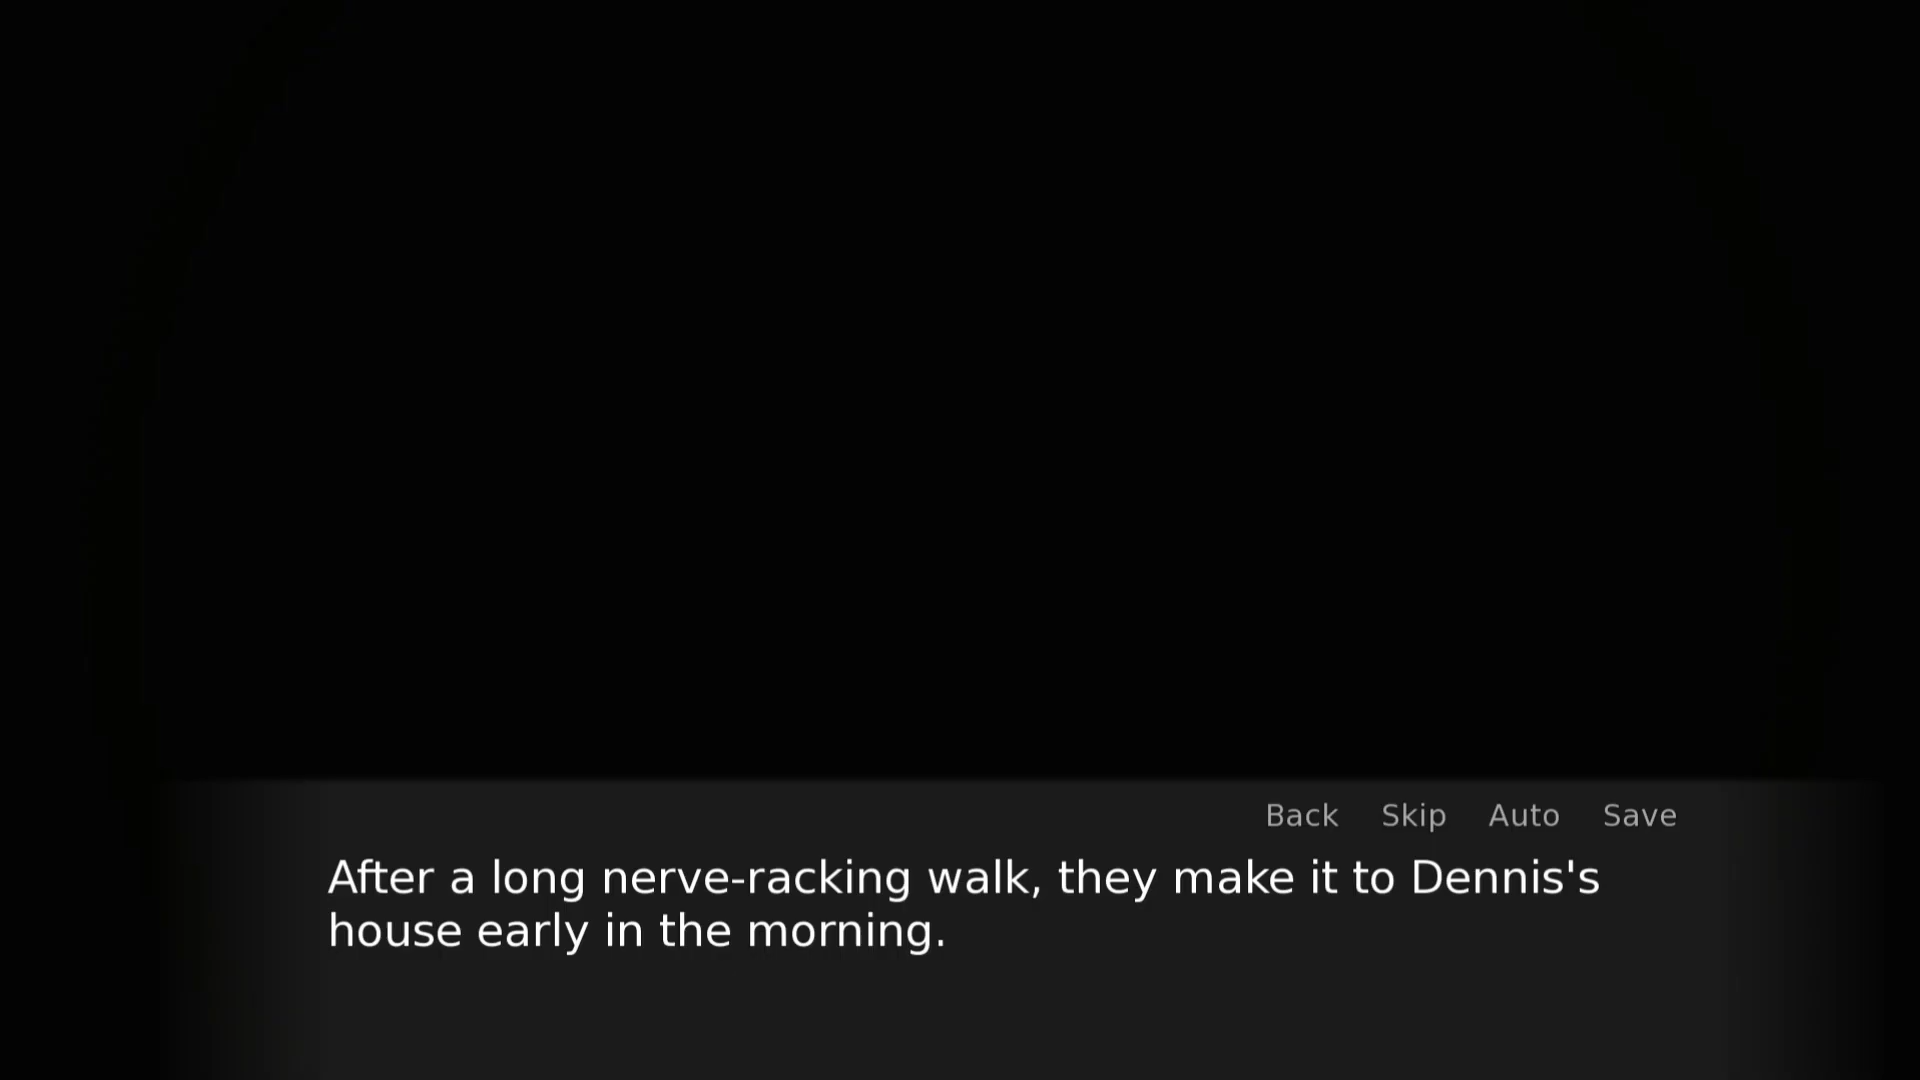 Back Skip Auto Save
After a long nerve-racking walk, they make it to Dennis's
house early in the morning.